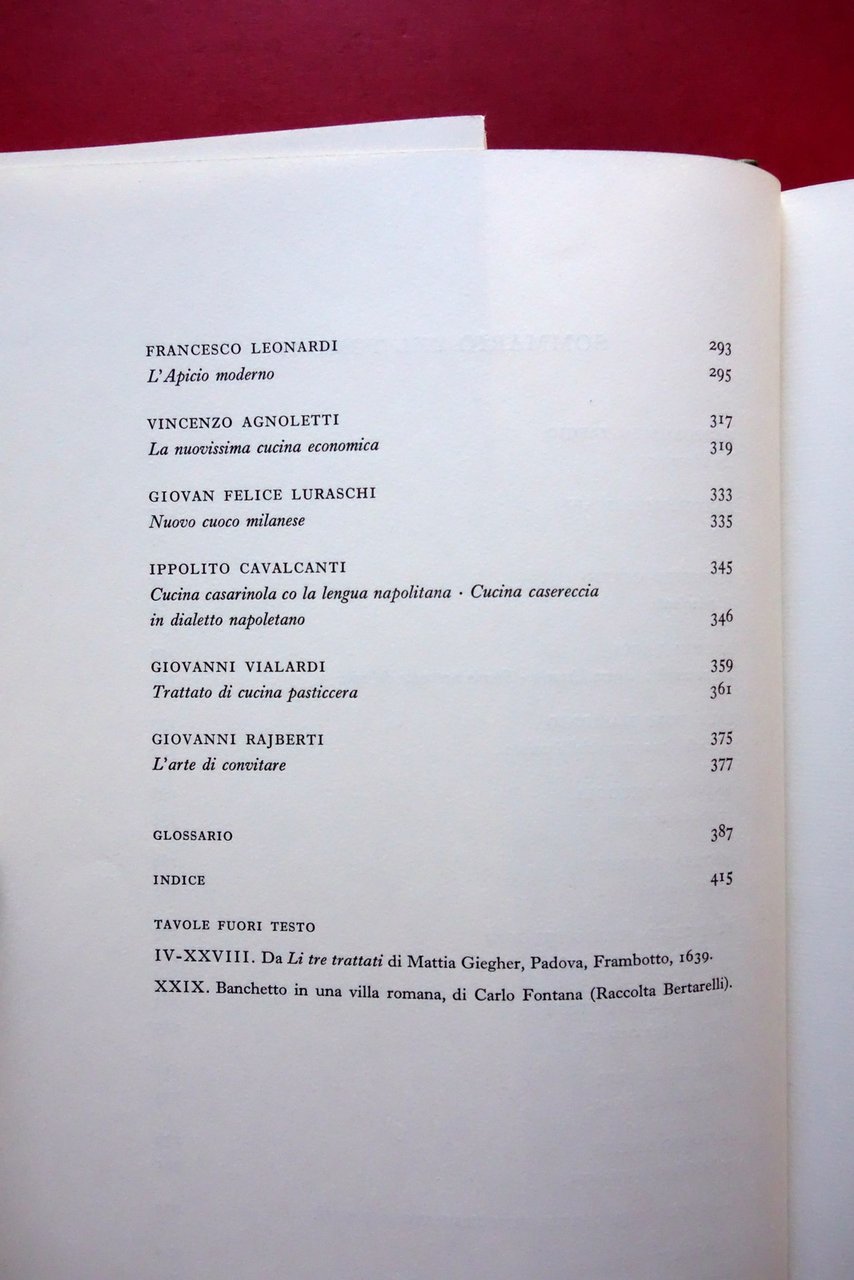 FRANCESCO LEONARDI 293
L'Apicio moderno 295
VINCENZO AGNOLETTI 317
La nuovissima cucina economica 319
GIOVAN FELICE LURASCHI 333
Nuovo cuoco milanese 335
IPPOLITO CAVALCANTI 345
Cucina casarinola co la lengua napolitana · Cucina casereccia
in dialetto napoletano 346
GIOVANNI VIALARDI 359
Trattato di cucina pasticcera 361
GIOVANNI RAJBERTI 375
L'arte di convitare 377
GLOSSARIO 387
INDICE 415
TAVOLE FUORI TESTO
IV-XXVIII. Da Li tre trattati di Mattia Giegher, Padova, Frambotto, 1639.
XXIX. Banchetto in una villa romana, di Carlo Fontana (Raccolta Bertarelli).